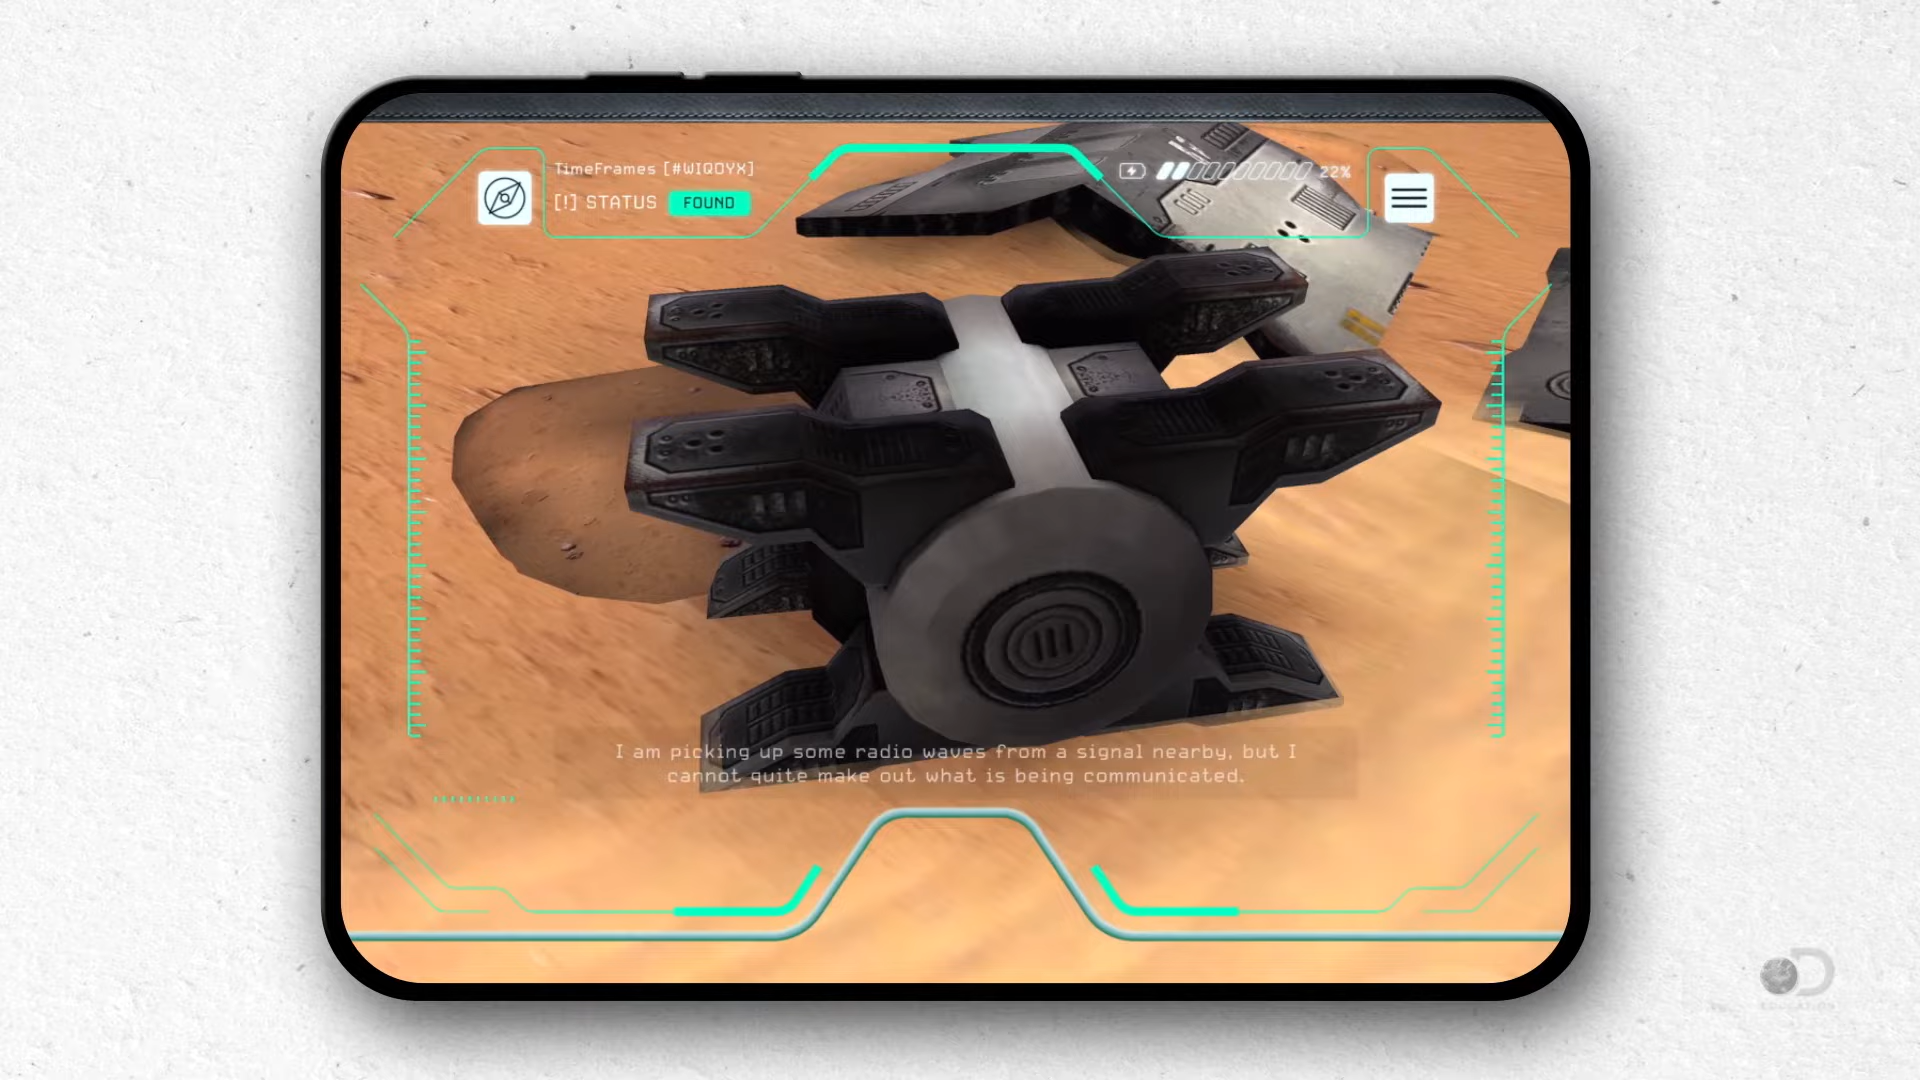 TimeFrames [#WIQDYX]
[!] STATUS FOUND
22%
I am picking up some radio waves from a signal nearby, but I
cannot quite make out what is being communicated.